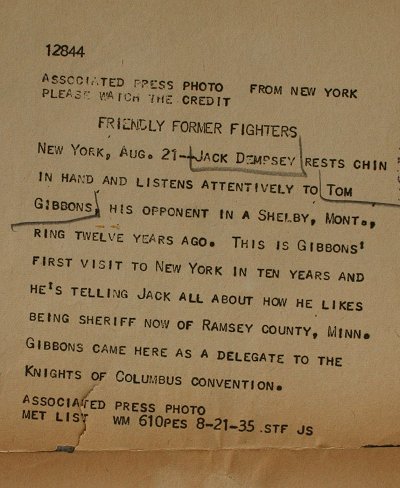 12844
ASSOCIATED PRESS PHOTO FROM NEW YORK
PLEASE WATCH THE CREDIT
FRIENDLY FORMER FIGHTERS
NEW YORK, AUG. 21--JACK DEMPSEY RESTS CHIN
IN HAND AND LISTENS ATTENTIVELY TO TOM
GIBBONS, HIS OPPONENT IN A SHELBY, MONT.,
RING TWELVE YEARS AGO. THIS IS GIBBONS'
FIRST VISIT TO NEW YORK IN TEN YEARS AND
HE'S TELLING JACK ALL ABOUT HOW HE LIKES
BEING SHERIFF NOW OF RAMSEY COUNTY, MINN.
GIBBONS CAME HERE AS A DELEGATE TO THE
KNIGHTS OF COLUMBUS CONVENTION.
ASSOCIATED PRESS PHOTO
MET LIST WM 610PES 8-21-35 .STF JS